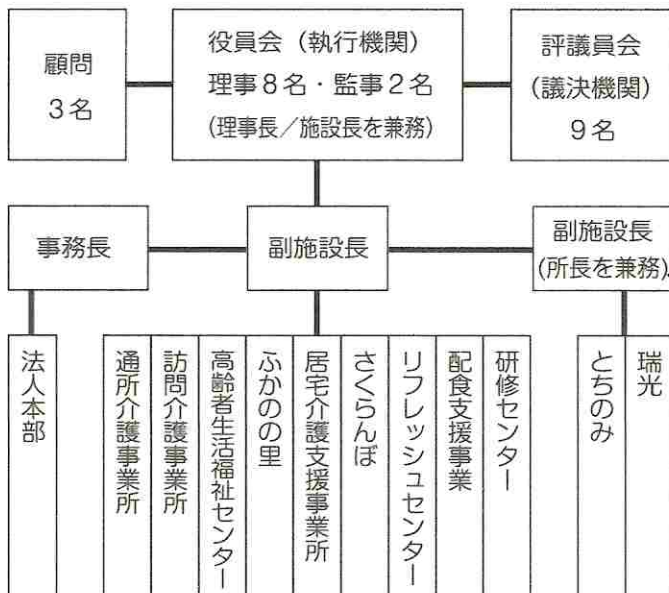 顧問
3名
役員会（執行機関）
理事8名・監事2名
(理事長／施設長を兼務)
評議員会
(議決機関)
9名
事務長
副施設長
副施設長
(所長を兼務)
法人本部
通所介護事業所
訪問介護事業所
高齢者生活福祉センター
ふかのの里
居宅介護支援事業所
さくらんぼ
リフレッシュセンター
配食支援事業
研修センター
とちのみ
瑞光